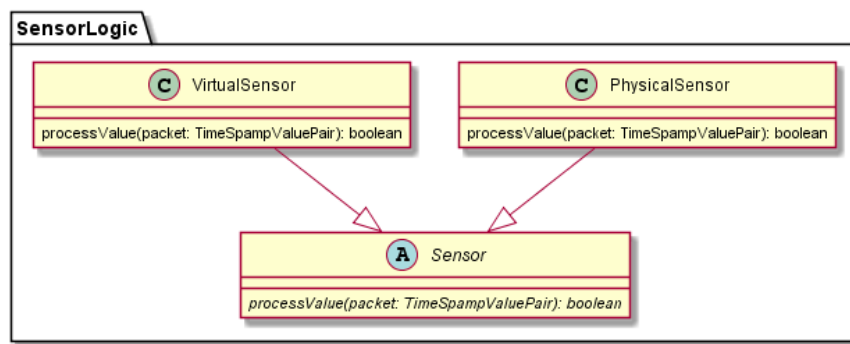 SensorLogic
C VirtualSensor
processValue(packet: TimeSpampValuePair): boolean
C PhysicalSensor
processValue(packet: TimeSpampValuePair): boolean
A Sensor
processValue(packet: TimeSpampValuePair): boolean